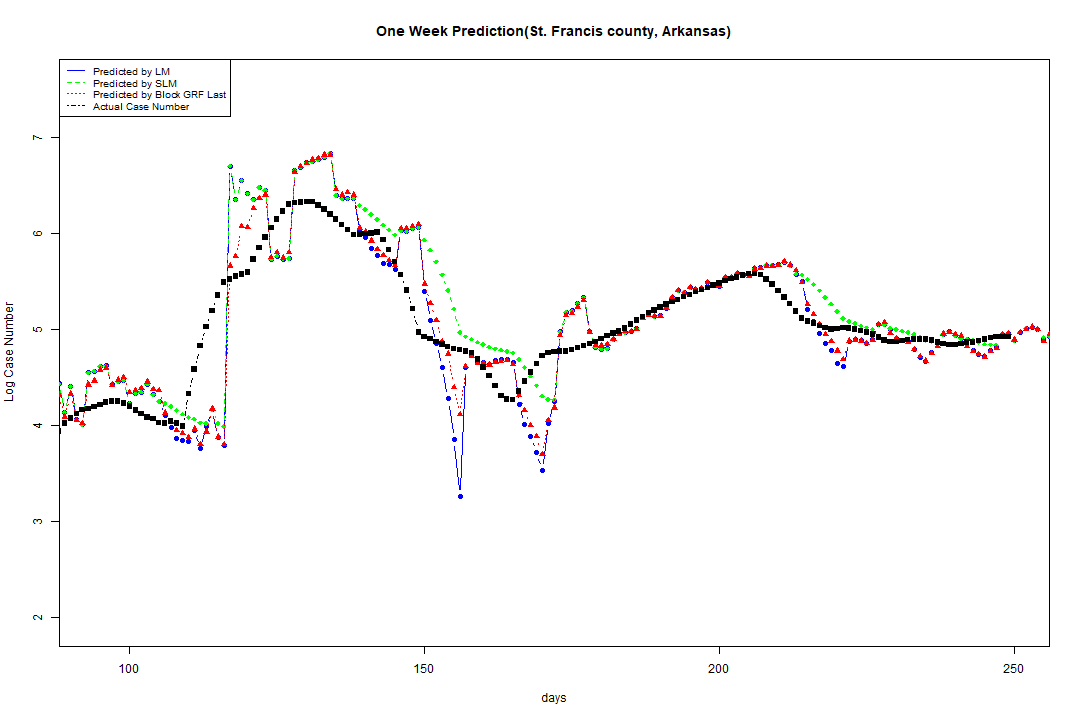 One Week Prediction(St. Francis county, Arkansas)
Predicted by LM
Predicted by SLM
Predicted by Block GRF Last
Actual Case Number
7
6
5
4
3
2
Log Case Number
100 150 200 250
days